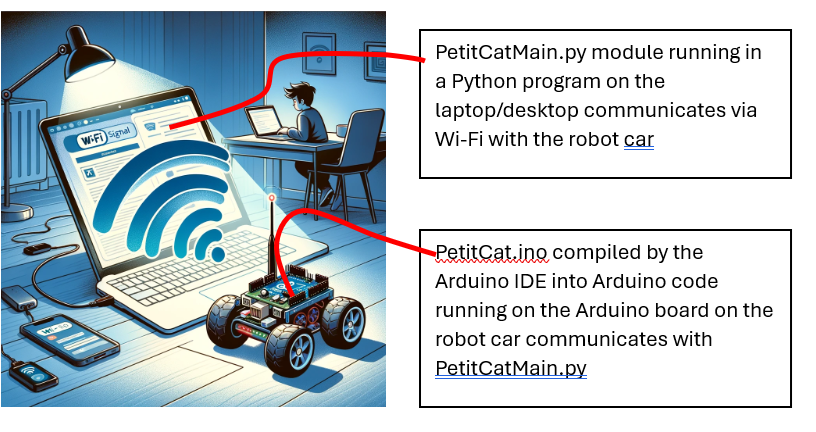 PetitCatMain.py module running in
a Python program on the
laptop/desktop communicates via
Wi-Fi with the robot car
WiFi Signal
PetitCat.ino compiled by the
Arduino IDE into Arduino code
running on the Arduino board on the
robot car communicates with
PetitCatMain.py